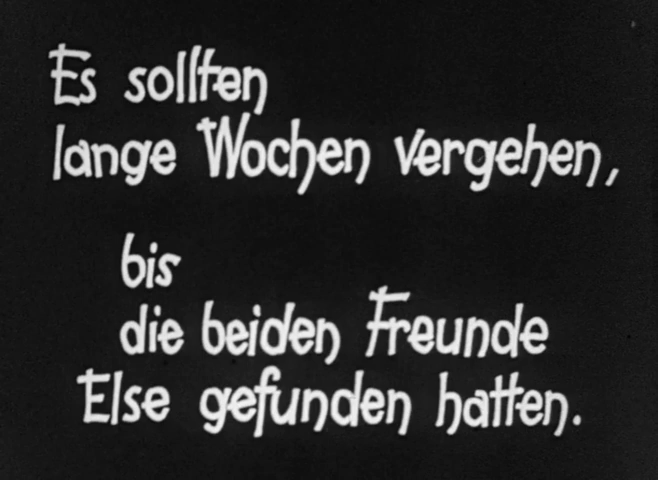 Es sollten
lange Wochen vergehen,
bis
die beiden Freunde
Else gefunden hatten.